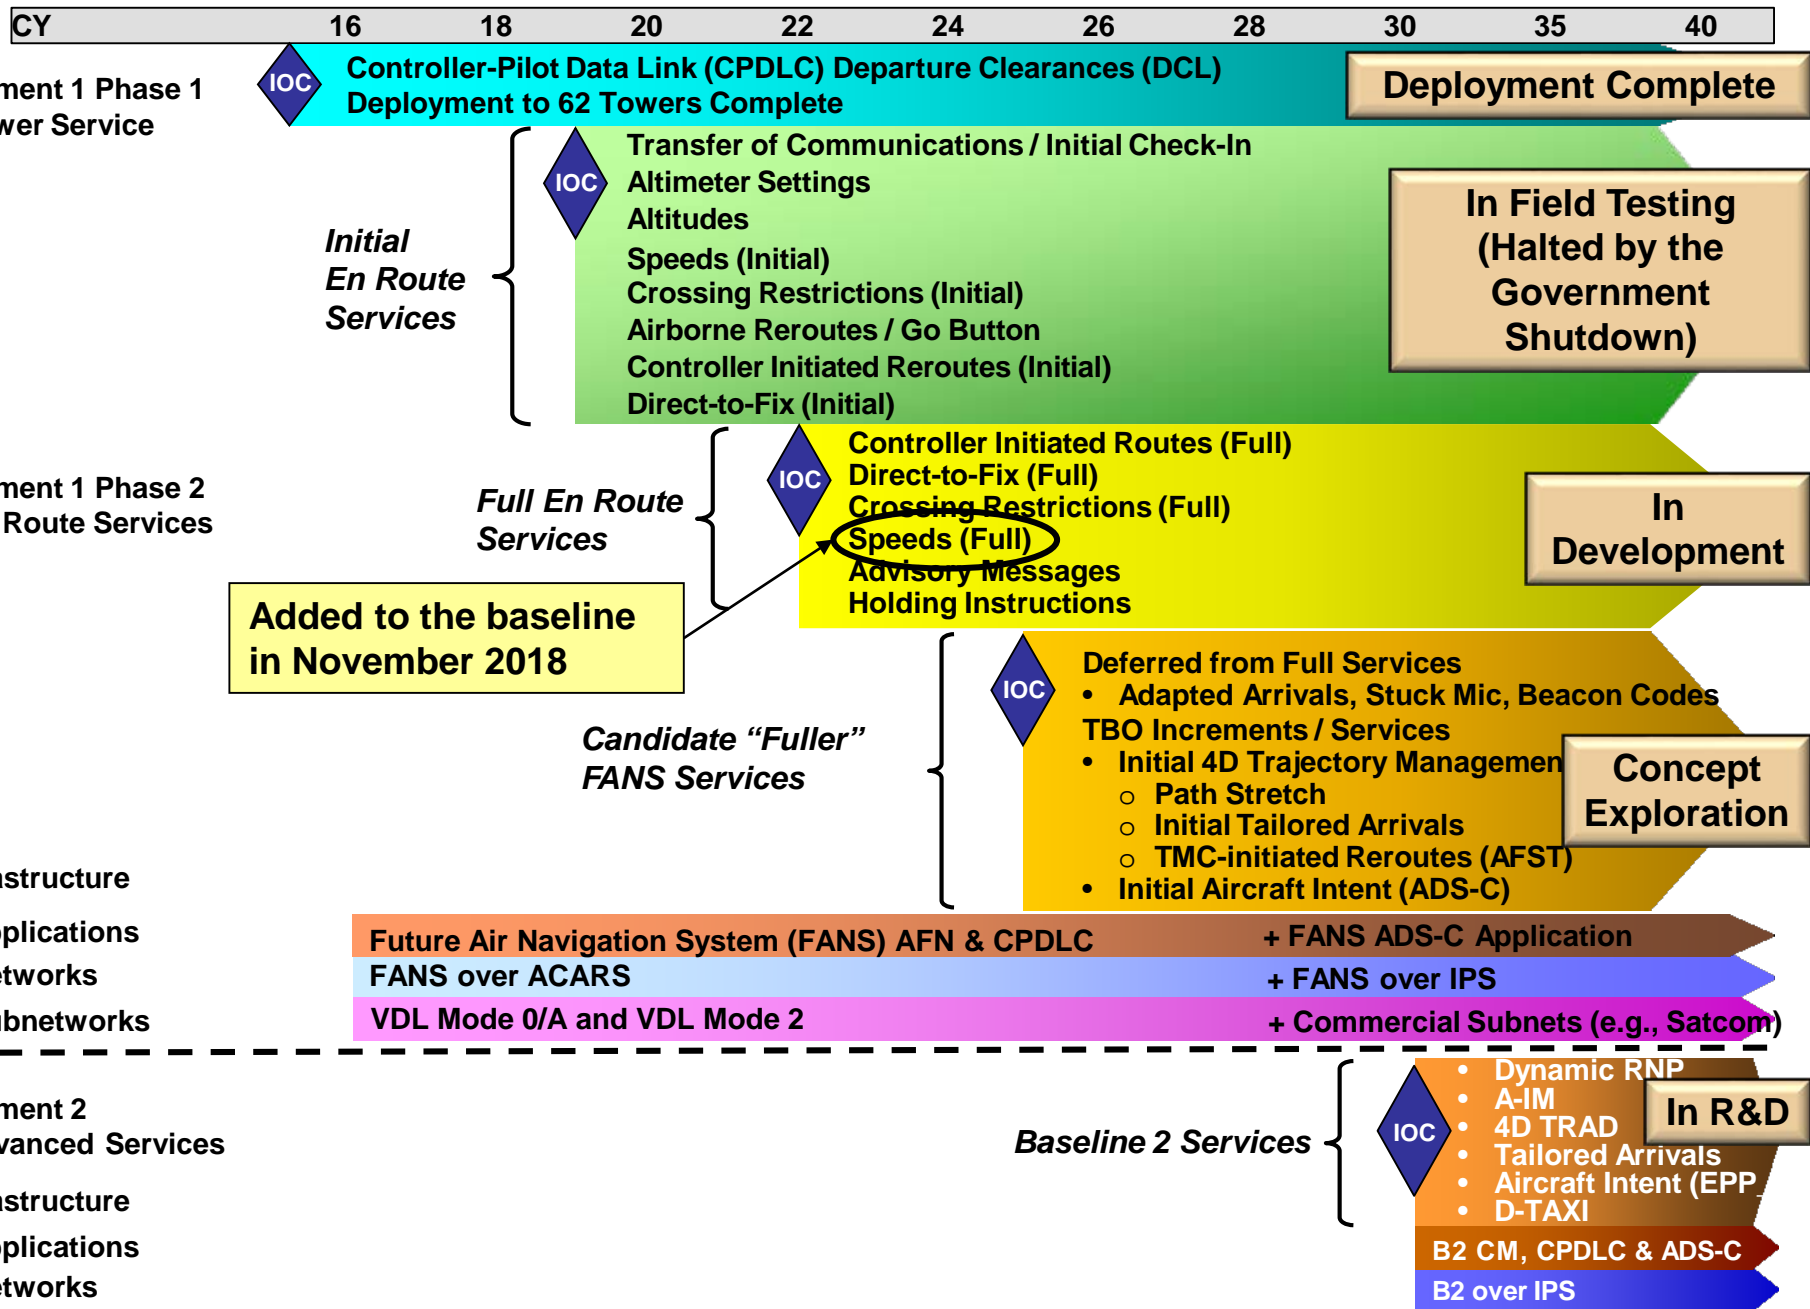 CY 16 18 20 22 24 26 28 30 35 40
ment 1 Phase 1
wer Service
IOC
Controller-Pilot Data Link (CPDLC) Departure Clearances (DCL)
Deployment to 62 Towers Complete
Deployment Complete
Initial
En Route
Services
IOC
Transfer of Communications / Initial Check-In
Altimeter Settings
Altitudes
Speeds (Initial)
Crossing Restrictions (Initial)
Airborne Reroutes / Go Button
Controller Initiated Reroutes (Initial)
Direct-to-Fix (Initial)
In Field Testing
(Halted by the
Government
Shutdown)
ment 1 Phase 2
Route Services
Full En Route
Services
IOC
Controller Initiated Routes (Full)
Direct-to-Fix (Full)
Crossing Restrictions (Full)
Speeds (Full)
Advisory Messages
Holding Instructions
In
Development
Added to the baseline
in November 2018
Candidate “Fuller”
FANS Services
IOC
Deferred from Full Services
• Adapted Arrivals, Stuck Mic, Beacon Codes
TBO Increments / Services
• Initial 4D Trajectory Managemen
o Path Stretch
o Initial Tailored Arrivals
o TMC-initiated Reroutes (AFST)
• Initial Aircraft Intent (ADS-C)
Concept
Exploration
astructure
pplications
Future Air Navigation System (FANS) AFN & CPDLC + FANS ADS-C Application
etworks
FANS over ACARS + FANS over IPS
ubnetworks
VDL Mode 0/A and VDL Mode 2 + Commercial Subnets (e.g., Satcom)
ment 2
vanced Services
Baseline 2 Services
IOC
• Dynamic RNP
• A-IM
• 4D TRAD
• Tailored Arrivals
• Aircraft Intent (EPP
• D-TAXI
In R&D
astructure
pplications
B2 CM, CPDLC & ADS-C
etworks
B2 over IPS